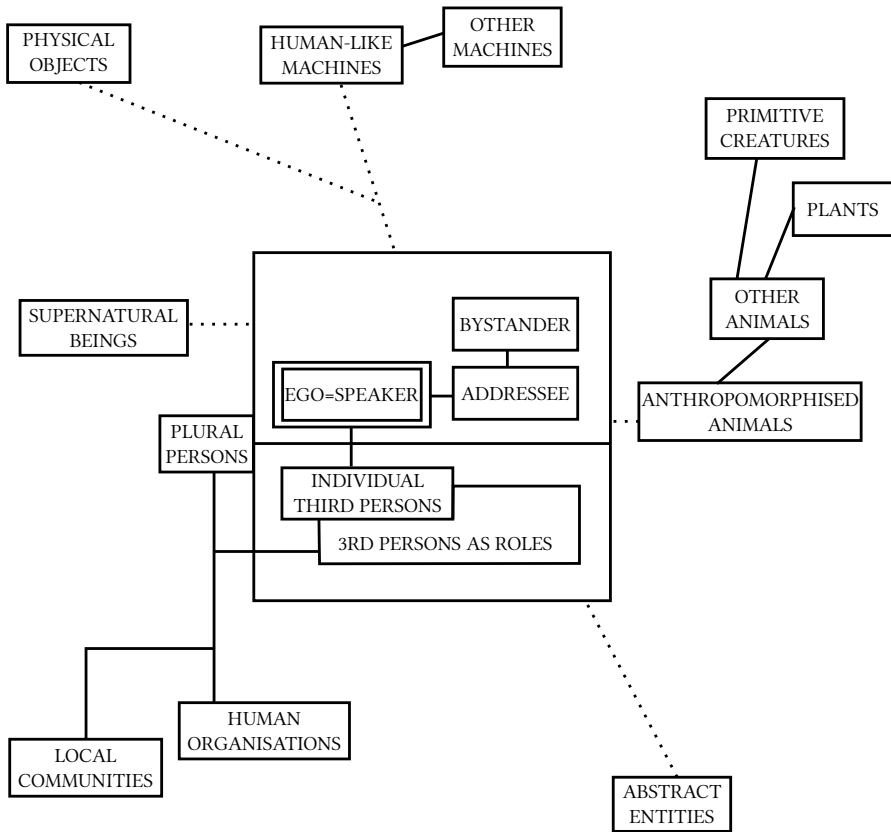 PHYSICAL
OBJECTS
HUMAN-LIKE
MACHINES
OTHER
MACHINES
PRIMITIVE
CREATURES
PLANTS
OTHER
ANIMALS
SUPERNATURAL
BEINGS
BYSTANDER
EGO=SPEAKER
ADDRESSEE
ANTHROPOMORPHISED
ANIMALS
PLURAL
PERSONS
INDIVIDUAL
THIRD PERSONS
3RD PERSONS AS ROLES
HUMAN
ORGANISATIONS
LOCAL
COMMUNITIES
ABSTRACT
ENTITIES